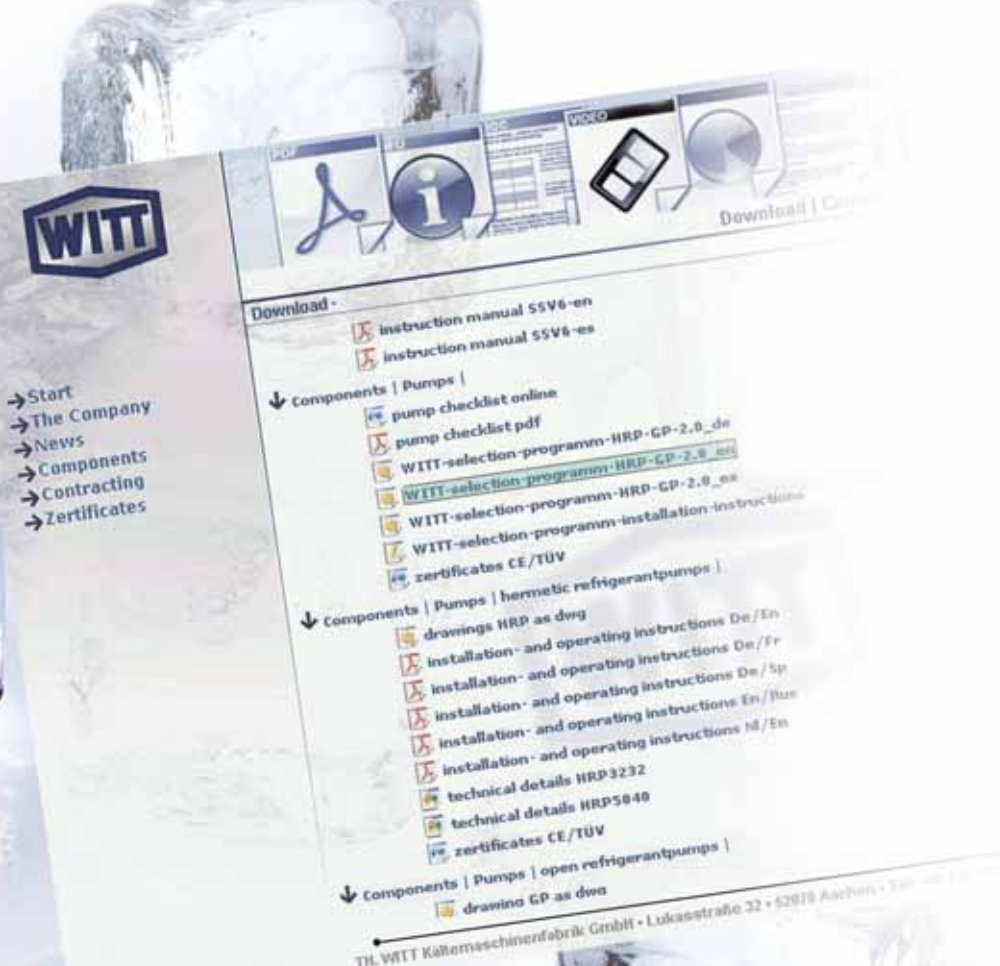 PDF
VIDEO
WITT
Download |
Download -
instruction manual SSV6-en
instruction manual SSV6-es
Components | Pumps |
pump checklist online
pump checklist pdf
WITT-selection-programm-HRP-GP-2.0_de
WITT-selection-programm-HRP-GP-2.0_en
WITT-selection-programm-HRP-GP-2.0_es
WITT-selection-programm-installation-instructions
zertificates CE/TÜV
Components | Pumps | hermetic refrigerantpumps |
drawings HRP as dwg
installation- and operating instructions De/En
installation- and operating instructions De/Fr
installation- and operating instructions De/Sp
installation- and operating instructions En/Rus
installation- and operating instructions Nl/En
technical details HRP3232
technical details HRP5040
zertificates CE/TÜV
Components | Pumps | open refrigerantpumps |
drawing GP as dwg
Start
The Company
News
Components
Contracting
Zertificates
TH. WITT Kältemaschinenfabrik GmbH • Lukasstraße 32 • 52070 Aachen •